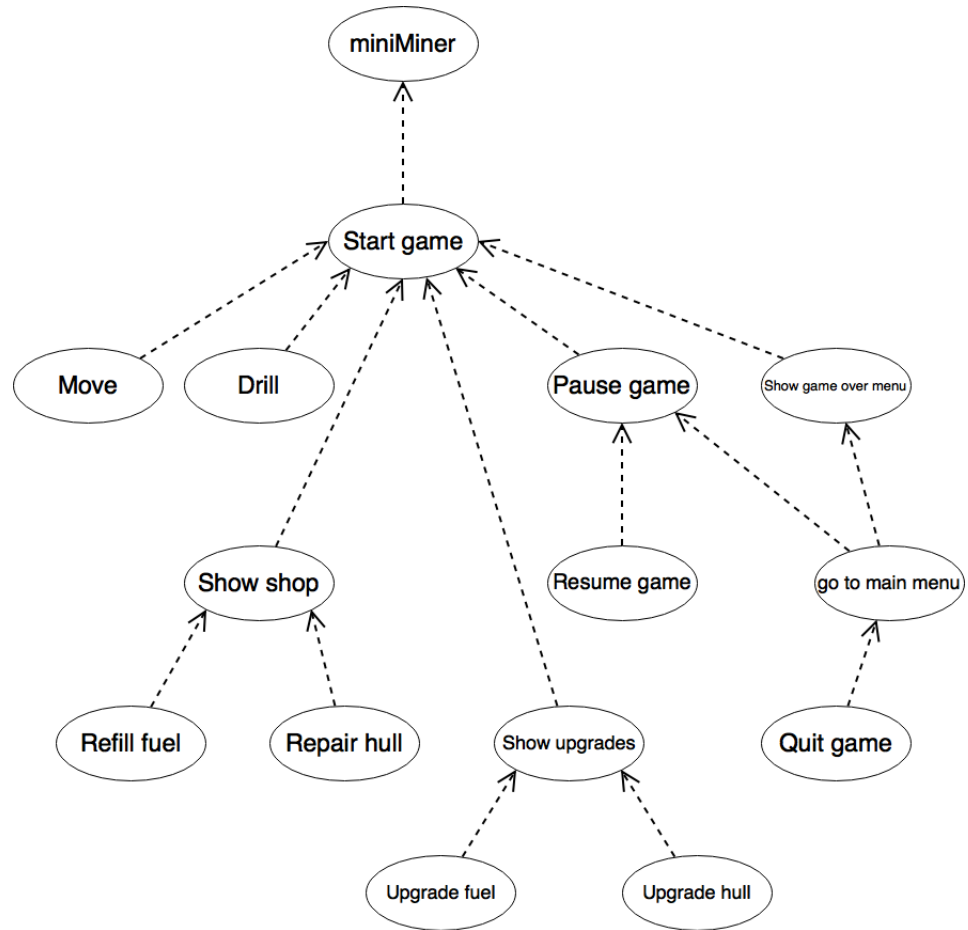 miniMiner
Start game
Move
Drill
Pause game
Show game over menu
Show shop
Resume game
go to main menu
Refill fuel
Repair hull
Show upgrades
Quit game
Upgrade fuel
Upgrade hull